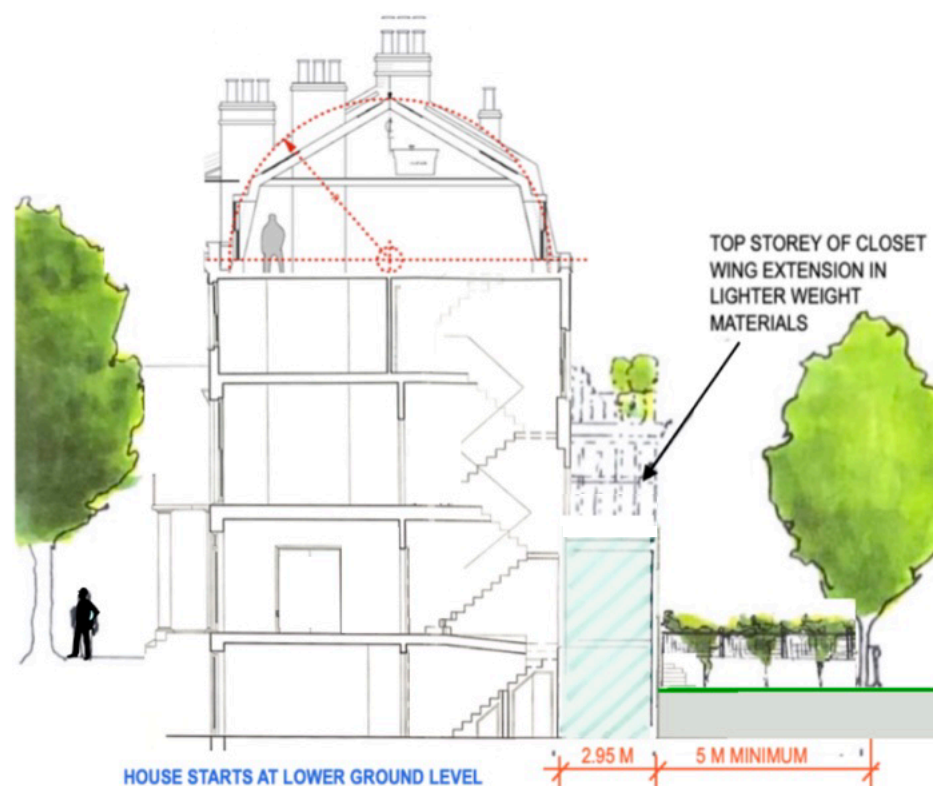 TOP STOREY OF CLOSET
WING EXTENSION IN
LIGHTER WEIGHT
MATERIALS
2.95 M
5 M MINIMUM
HOUSE STARTS AT LOWER GROUND LEVEL